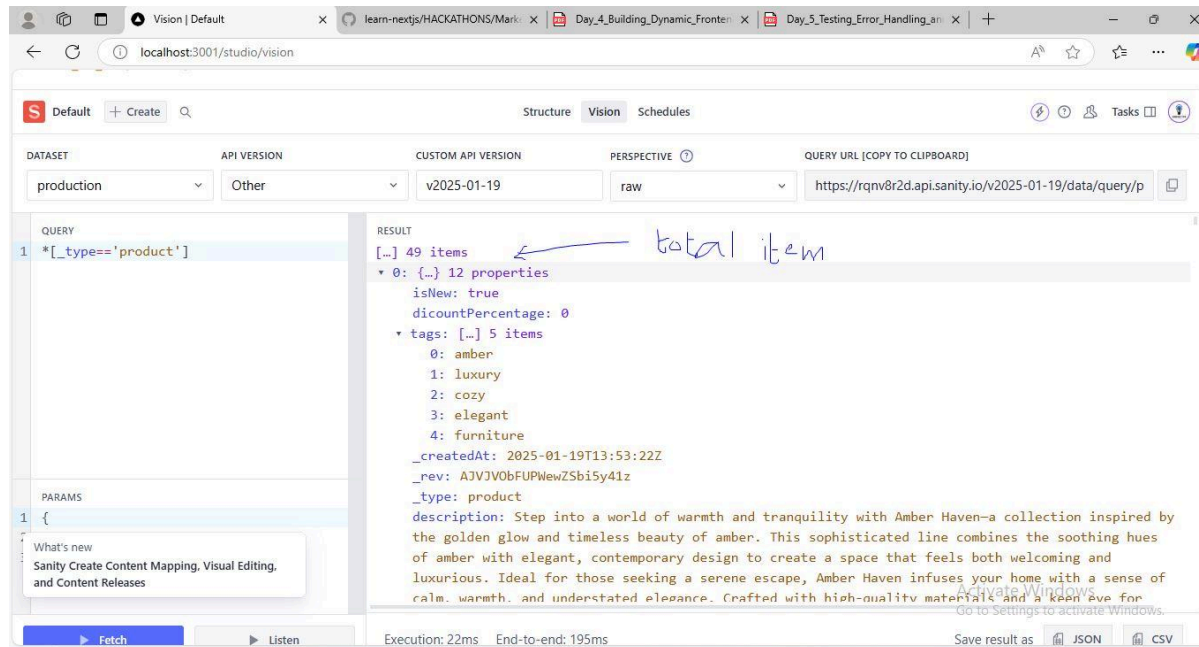 Vision | Default
learn-nextjs/HACKATHONS/Mark
Day_4_Building_Dynamic_Fronten
Day_5_Testing_Error_Handling_an
localhost:3001/studio/vision
S Default + Create
Structure Vision Schedules
Tasks
DATASET API VERSION CUSTOM API VERSION PERSPECTIVE QUERY URL [COPY TO CLIPBOARD]
production Other v2025-01-19 raw https://rqnv8r2d.api.sanity.io/v2025-01-19/data/query/p
QUERY
1 *[_type=='product']
PARAMS
1 {
What's new
Sanity Create Content Mapping, Visual Editing,
and Content Releases
Fetch Listen
RESULT
[…] 49 items
total item
0: {…} 12 properties
isNew: true
dicountPercentage: 0
tags: […] 5 items
0: amber
1: luxury
2: cozy
3: elegant
4: furniture
_createdAt: 2025-01-19T13:53:22Z
_rev: AJVJVObFUPWewZSbi5y41z
_type: product
description: Step into a world of warmth and tranquility with Amber Haven—a collection inspired by
the golden glow and timeless beauty of amber. This sophisticated line combines the soothing hues
of amber with elegant, contemporary design to create a space that feels both welcoming and
luxurious. Ideal for those seeking a serene escape, Amber Haven infuses your home with a sense of
calm, warmth, and understated elegance. Crafted with high-quality materials and a keen eye for
Activate Windows
Go to Settings to activate Windows.
Execution: 22ms End-to-end: 195ms
Save result as JSON CSV